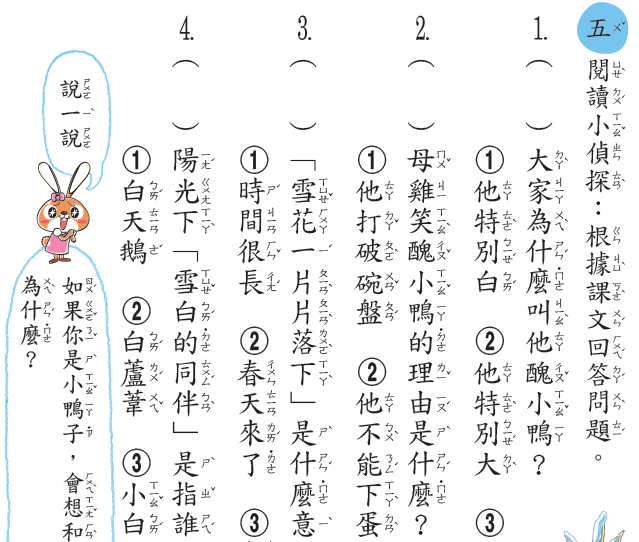 五 閱讀小偵探：根據課文回答問題。
1. （ ） 大家為什麼叫他醜小鴨？
① 他特別白 ② 他特別大 ③
2. （ ） 母雞笑醜小鴨的理由是什麼？
① 他打破碗盤 ② 他不能下蛋
3. （ ） 「雪花一片片落下」是什麼意
① 時間很長 ② 春天來了 ③
4. （ ） 陽光下「雪白的同伴」是指誰
① 白天鵝 ② 白蘆葦 ③ 小白
說一說
如果你是小鴨子，會想和
為什麼？